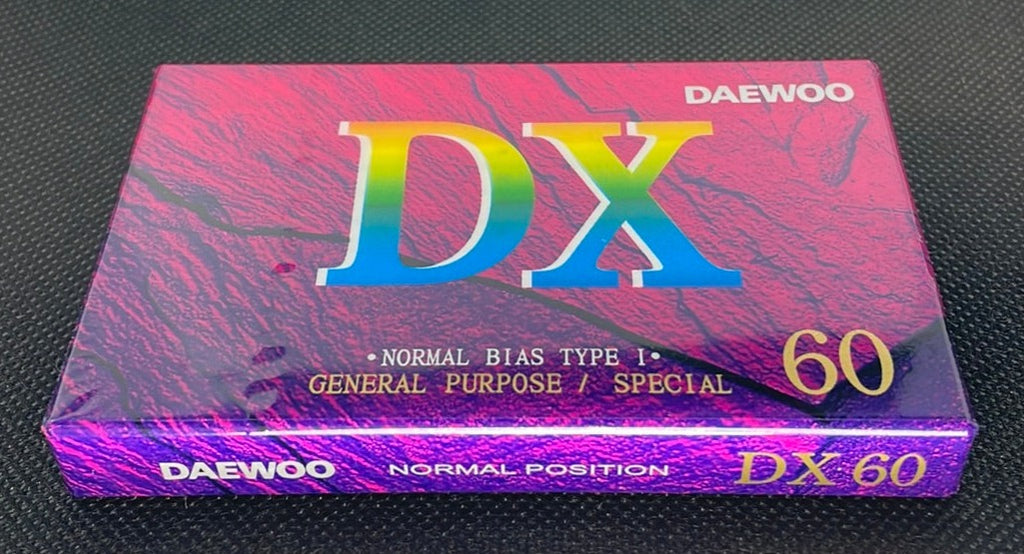 DAEWOO
DX
•NORMAL BIAS TYPE I•
GENERAL PURPOSE / SPECIAL
60
DAEWOO NORMAL POSITION DX 60